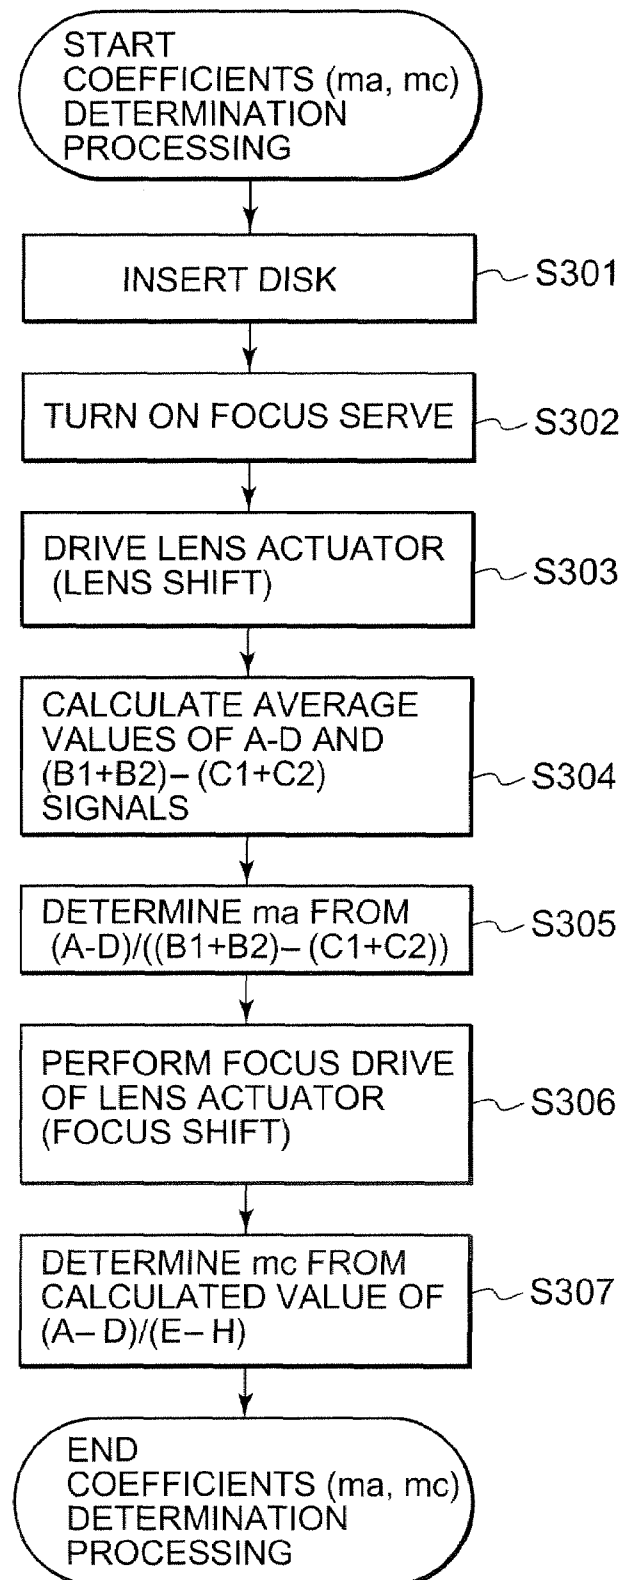 START
COEFFICIENTS (ma, mc)
DETERMINATION
PROCESSING
INSERT DISK
S301
TURN ON FOCUS SERVE
S302
DRIVE LENS ACTUATOR
(LENS SHIFT)
S303
CALCULATE AVERAGE
VALUES OF A-D AND
(B1+B2)– (C1+C2)
SIGNALS
S304
DETERMINE ma FROM
(A-D)/((B1+B2)– (C1+C2))
S305
PERFORM FOCUS DRIVE
OF LENS ACTUATOR
(FOCUS SHIFT)
S306
DETERMINE mc FROM
CALCULATED VALUE OF
(A– D)/(E– H)
S307
END
COEFFICIENTS (ma, mc)
DETERMINATION
PROCESSING